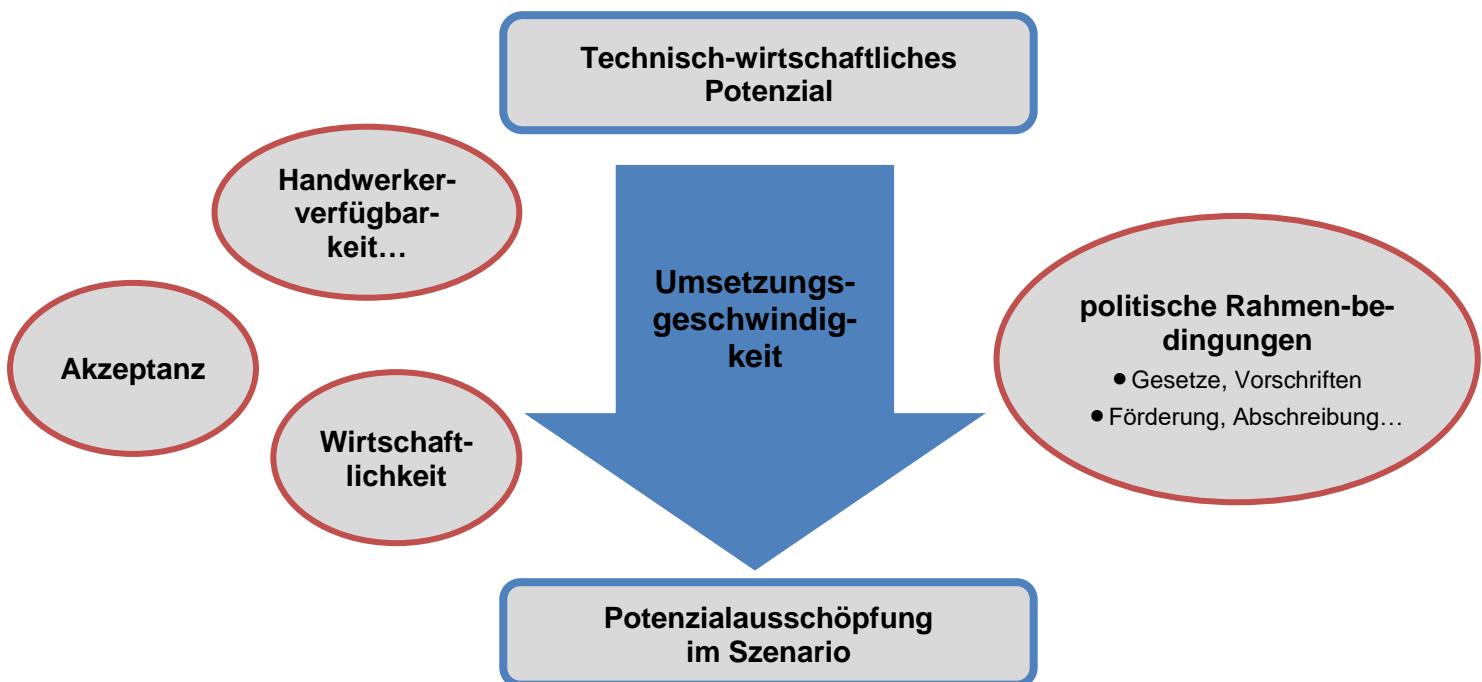 Technisch-wirtschaftliches
Potenzial
Handwerker-
verfügbar-
keit…
Akzeptanz
Wirtschaft-
lichkeit
Umsetzungs-
geschwindig-
keit
politische Rahmen-be-
dingungen
● Gesetze, Vorschriften
● Förderung, Abschreibung…
Potenzialausschöpfung
im Szenario